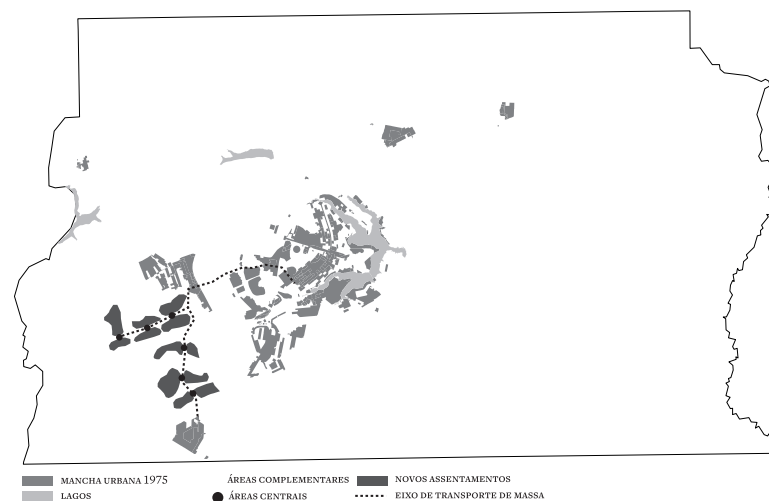 MANCHA URBANA 1975 ÁREAS COMPLEMENTARES NOVOS ASSENTAMENTOS
LAGOS ÁREAS CENTRAIS EIXO DE TRANSPORTE DE MASSA